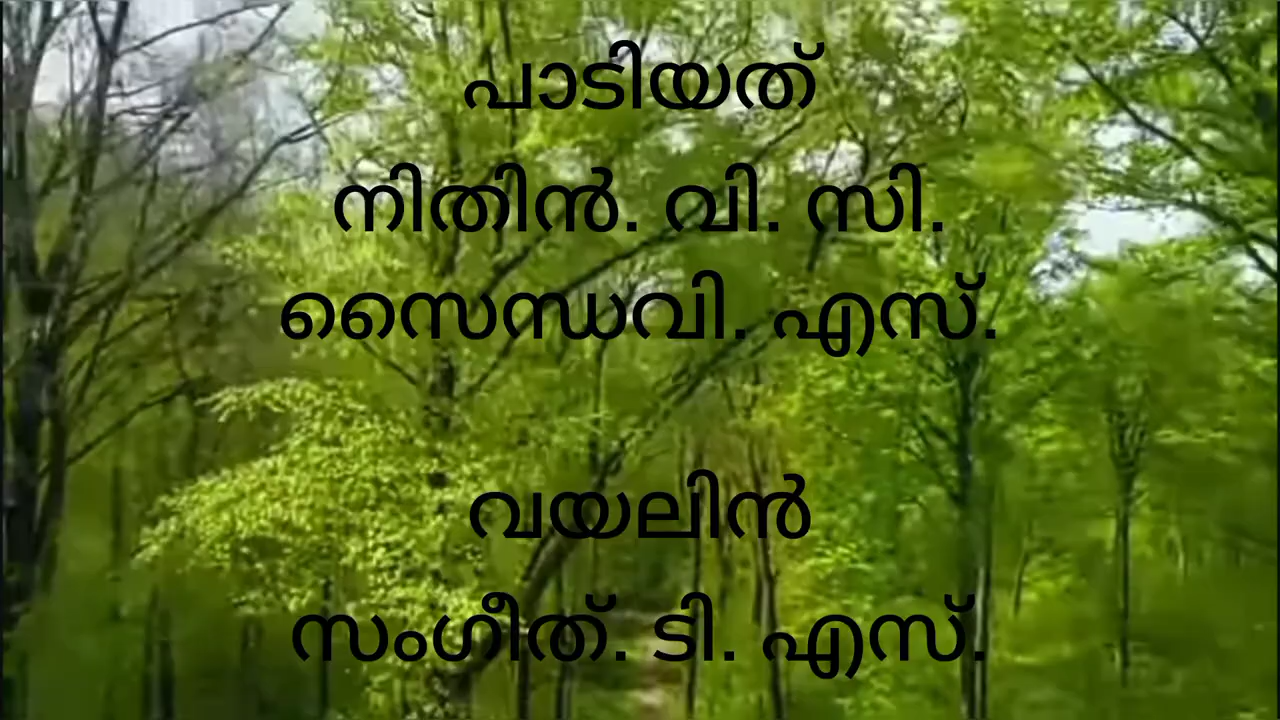 പാടിയത്
നിതിൻ. വി. സി.
സൈന്ധവി. എസ്.
വയലിൻ
സംഗീത്. ടി. എസ്.